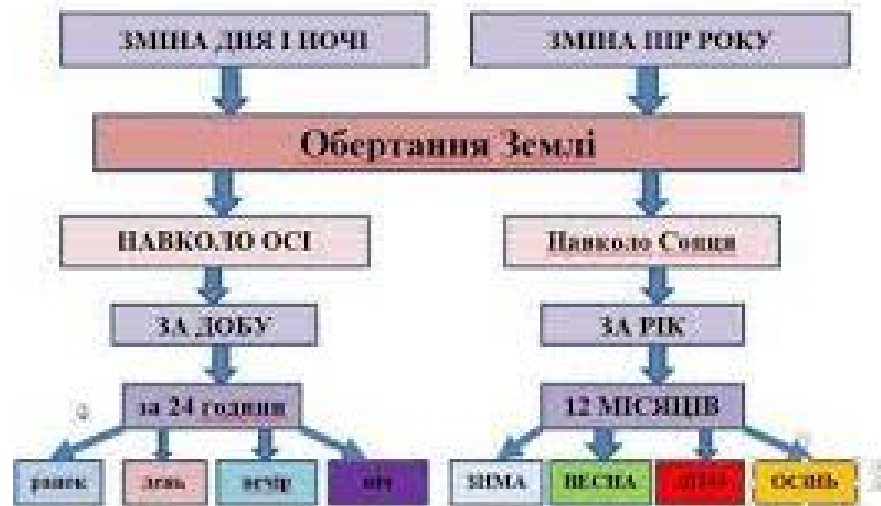 ЗМІНА ДНЯ І НОЧІ
ЗМІНА ПІР РОКУ
Обертання Землі
НАВКОЛО ОСІ
Навколо Сонця
ЗА ДОБУ
ЗА РІК
за 24 години
12 МІСЯЦІВ
ранек
день
вечір
ніч
ЗИМА
ВЕСНА
ЛІТО
ОСІНЬ